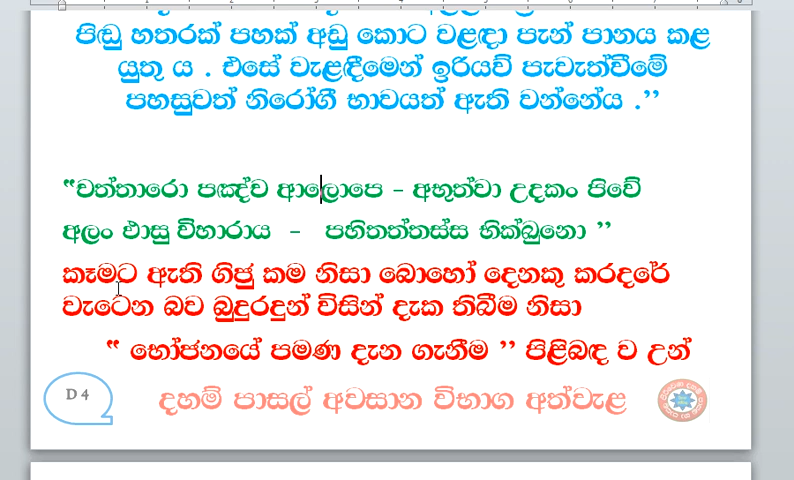 පිඬු හතරක් පහක් අඩු කොට වළඳා පැන් පානය කළ
යුතු ය . එසේ වැළඳීමෙන් ඉරියව් පැවැත්වීමේ
පහසුවත් නිරෝගී භාවයත් ඇති වන්නේය .”
“චත්තාරො පඤ්ච ආලොපෙ - අභුත්වා උදකං පිවේ
අලං ඵාසු විහාරාය - පහිතත්තස්ස භික්ඛුනො ”
කෑමට ඇති ගිජු කම නිසා බොහෝ දෙනකු කරදරේ
වැටෙන බව බුදුරදුන් විසින් දැක තිබීම නිසා
“ භෝජනයේ පමණ දැන ගැනීම ” පිළිබඳ ව උන්
D 4
දහම් පාසල් අවසාන විභාග අත්වැළ